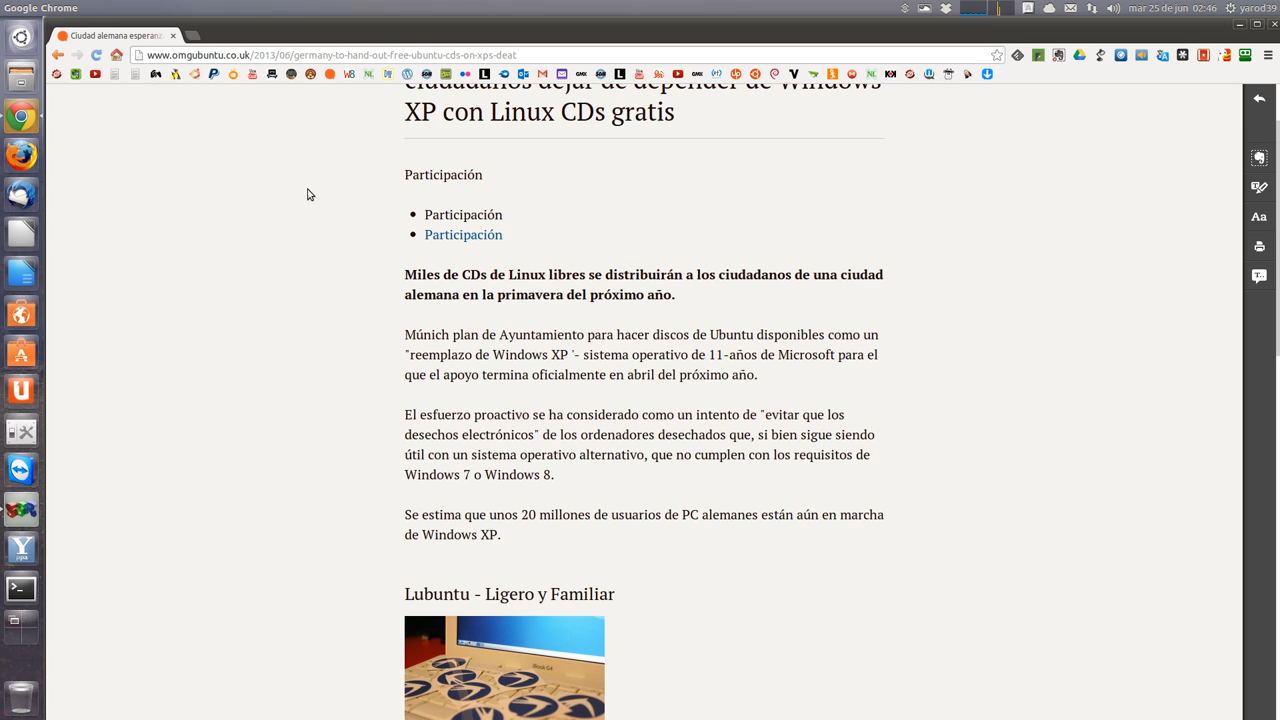 Google Chrome
mar 25 de jun 02:46
yarod39
Ciudad alemana esperanz
www.omgubuntu.co.uk/2013/06/germany-to-hand-out-free-ubuntu-cds-on-xps-deat
ciudadanos dejar de depender de Windows
XP con Linux CDs gratis
Participación
Participación
Participación
Miles de CDs de Linux libres se distribuirán a los ciudadanos de una ciudad
alemana en la primavera del próximo año.
Múnich plan de Ayuntamiento para hacer discos de Ubuntu disponibles como un
"reemplazo de Windows XP '- sistema operativo de 11-años de Microsoft para el
que el apoyo termina oficialmente en abril del próximo año.
El esfuerzo proactivo se ha considerado como un intento de "evitar que los
desechos electrónicos" de los ordenadores desechados que, si bien sigue siendo
útil con un sistema operativo alternativo, que no cumplen con los requisitos de
Windows 7 o Windows 8.
Se estima que unos 20 millones de usuarios de PC alemanes están aún en marcha
de Windows XP.
Lubuntu - Ligero y Familiar
iBook G4
Aa